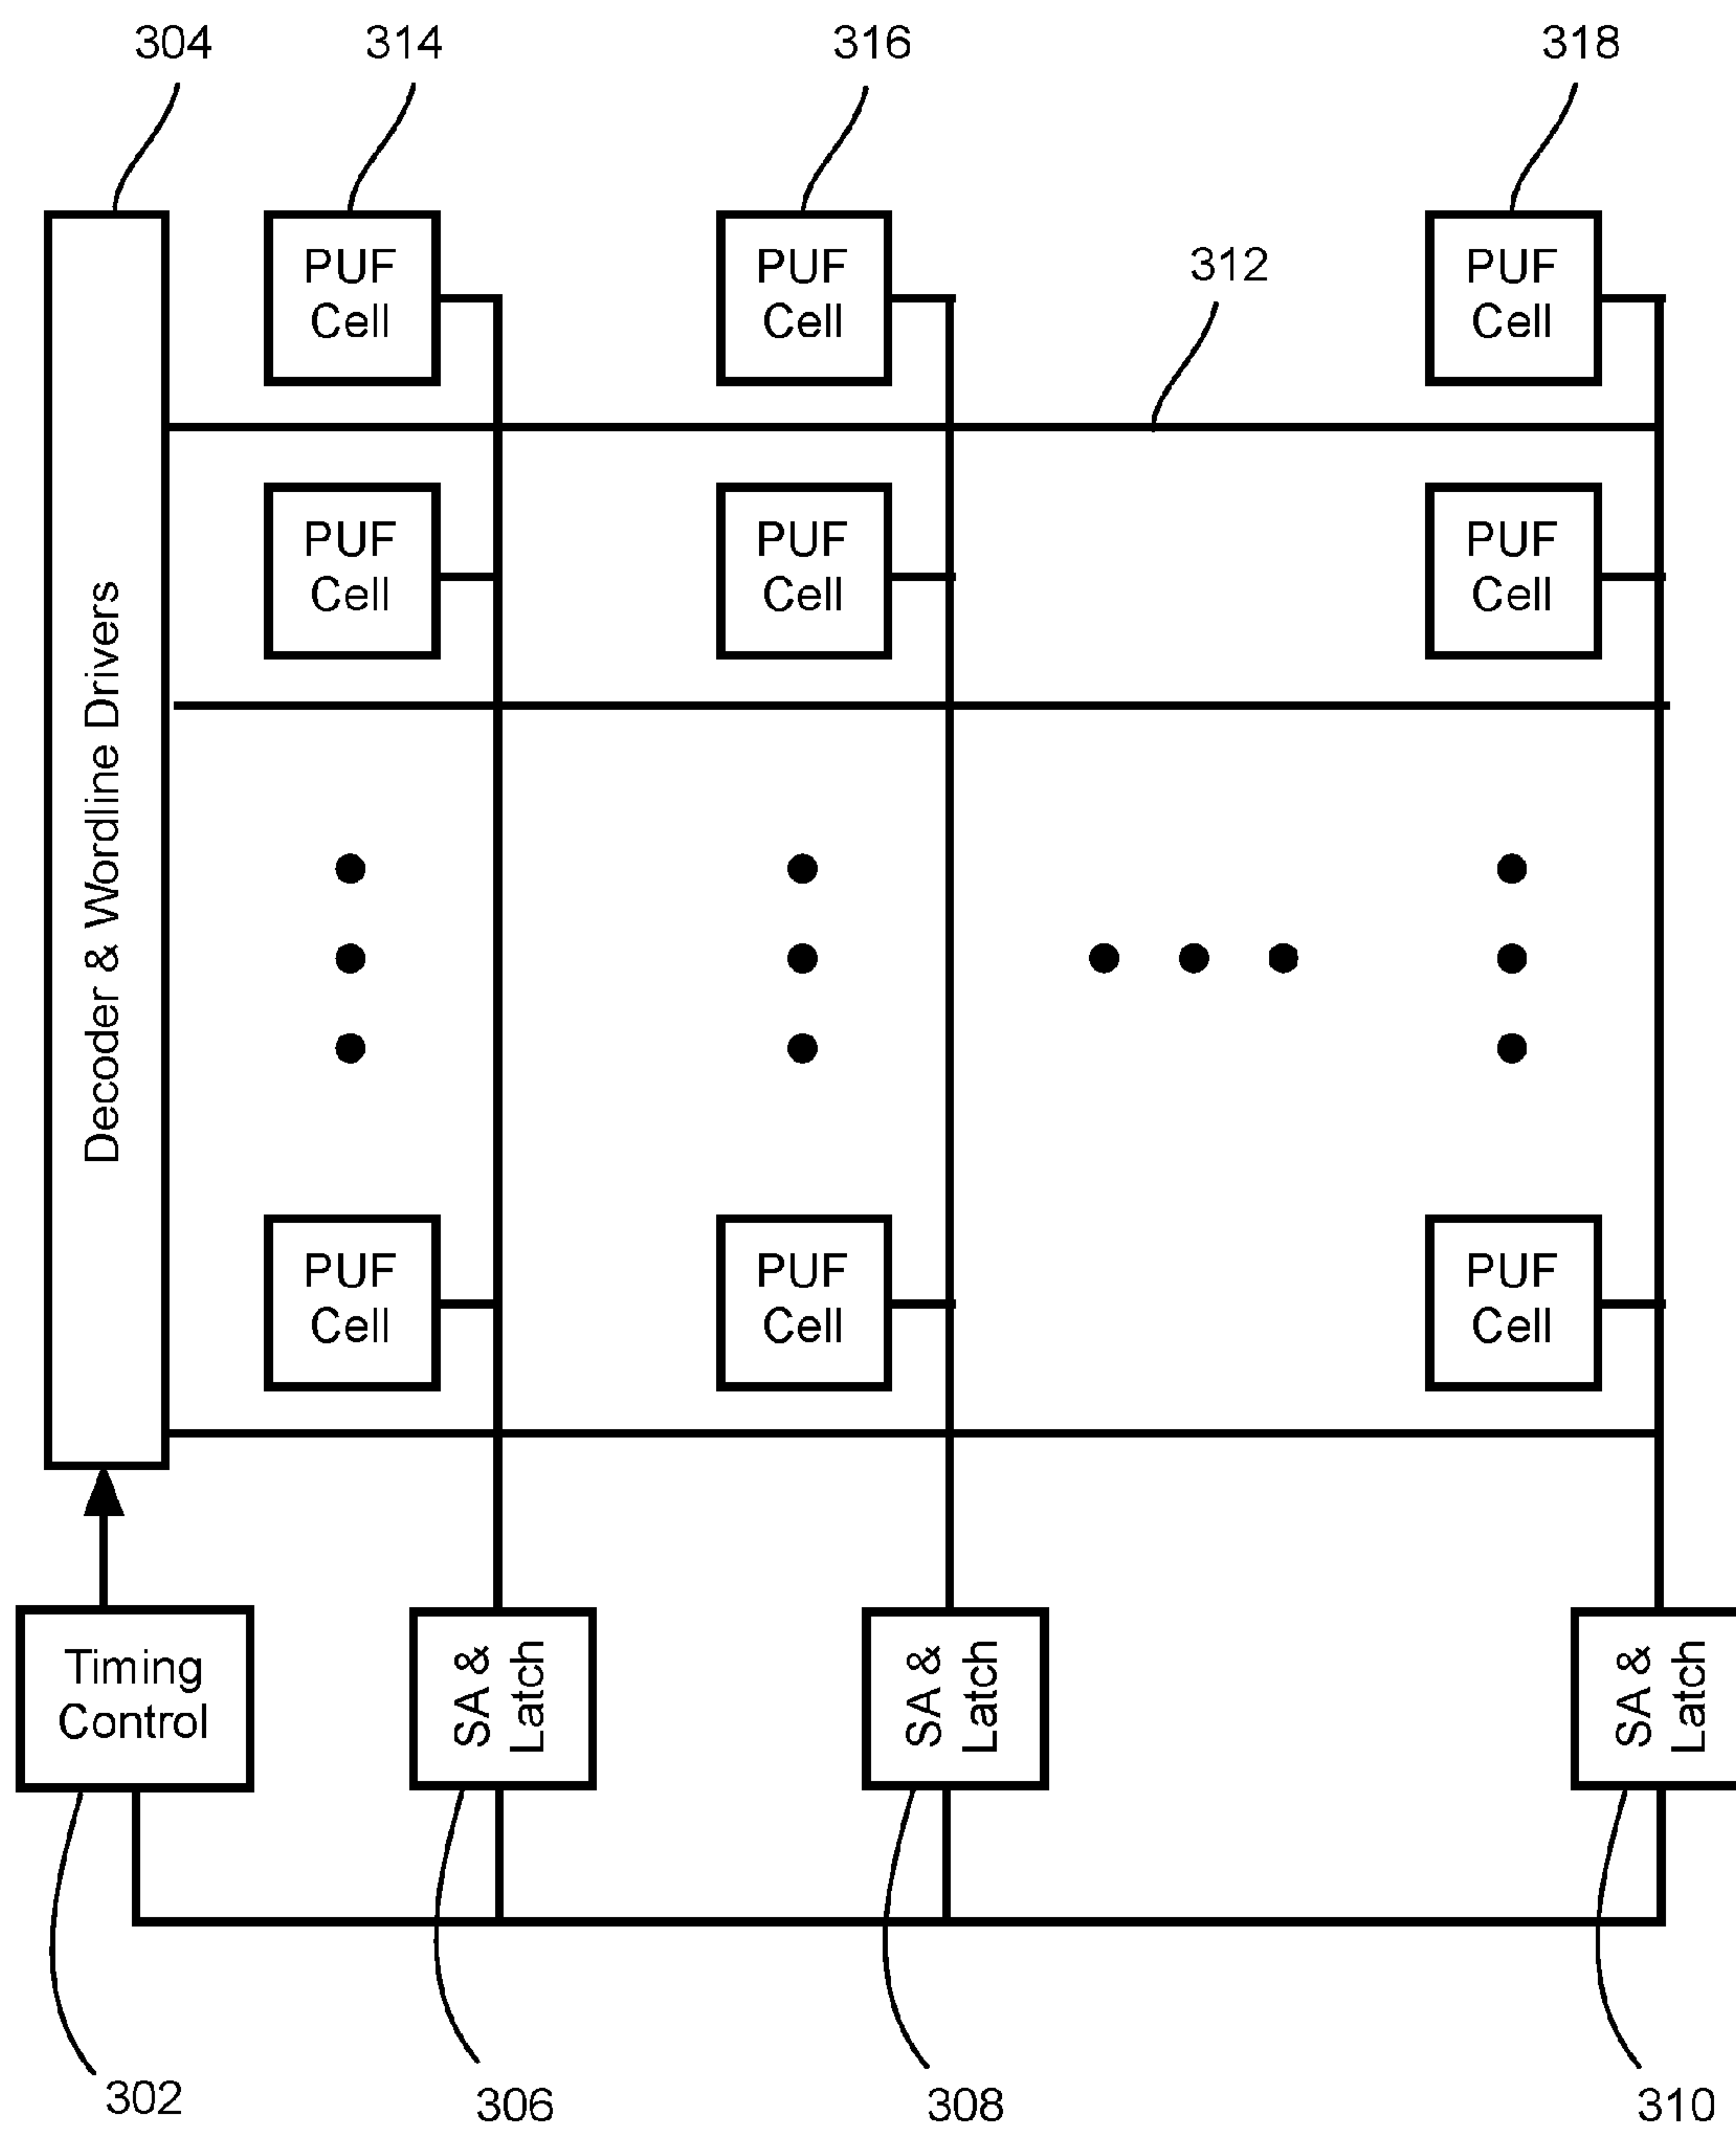 304
314
316
318
312
PUF
Cell
PUF
Cell
PUF
Cell
PUF
Cell
PUF
Cell
PUF
Cell
Decoder & Wordline Drivers
PUF
Cell
PUF
Cell
PUF
Cell
Timing
Control
SA &
Latch
SA &
Latch
SA &
Latch
302
306
308
310